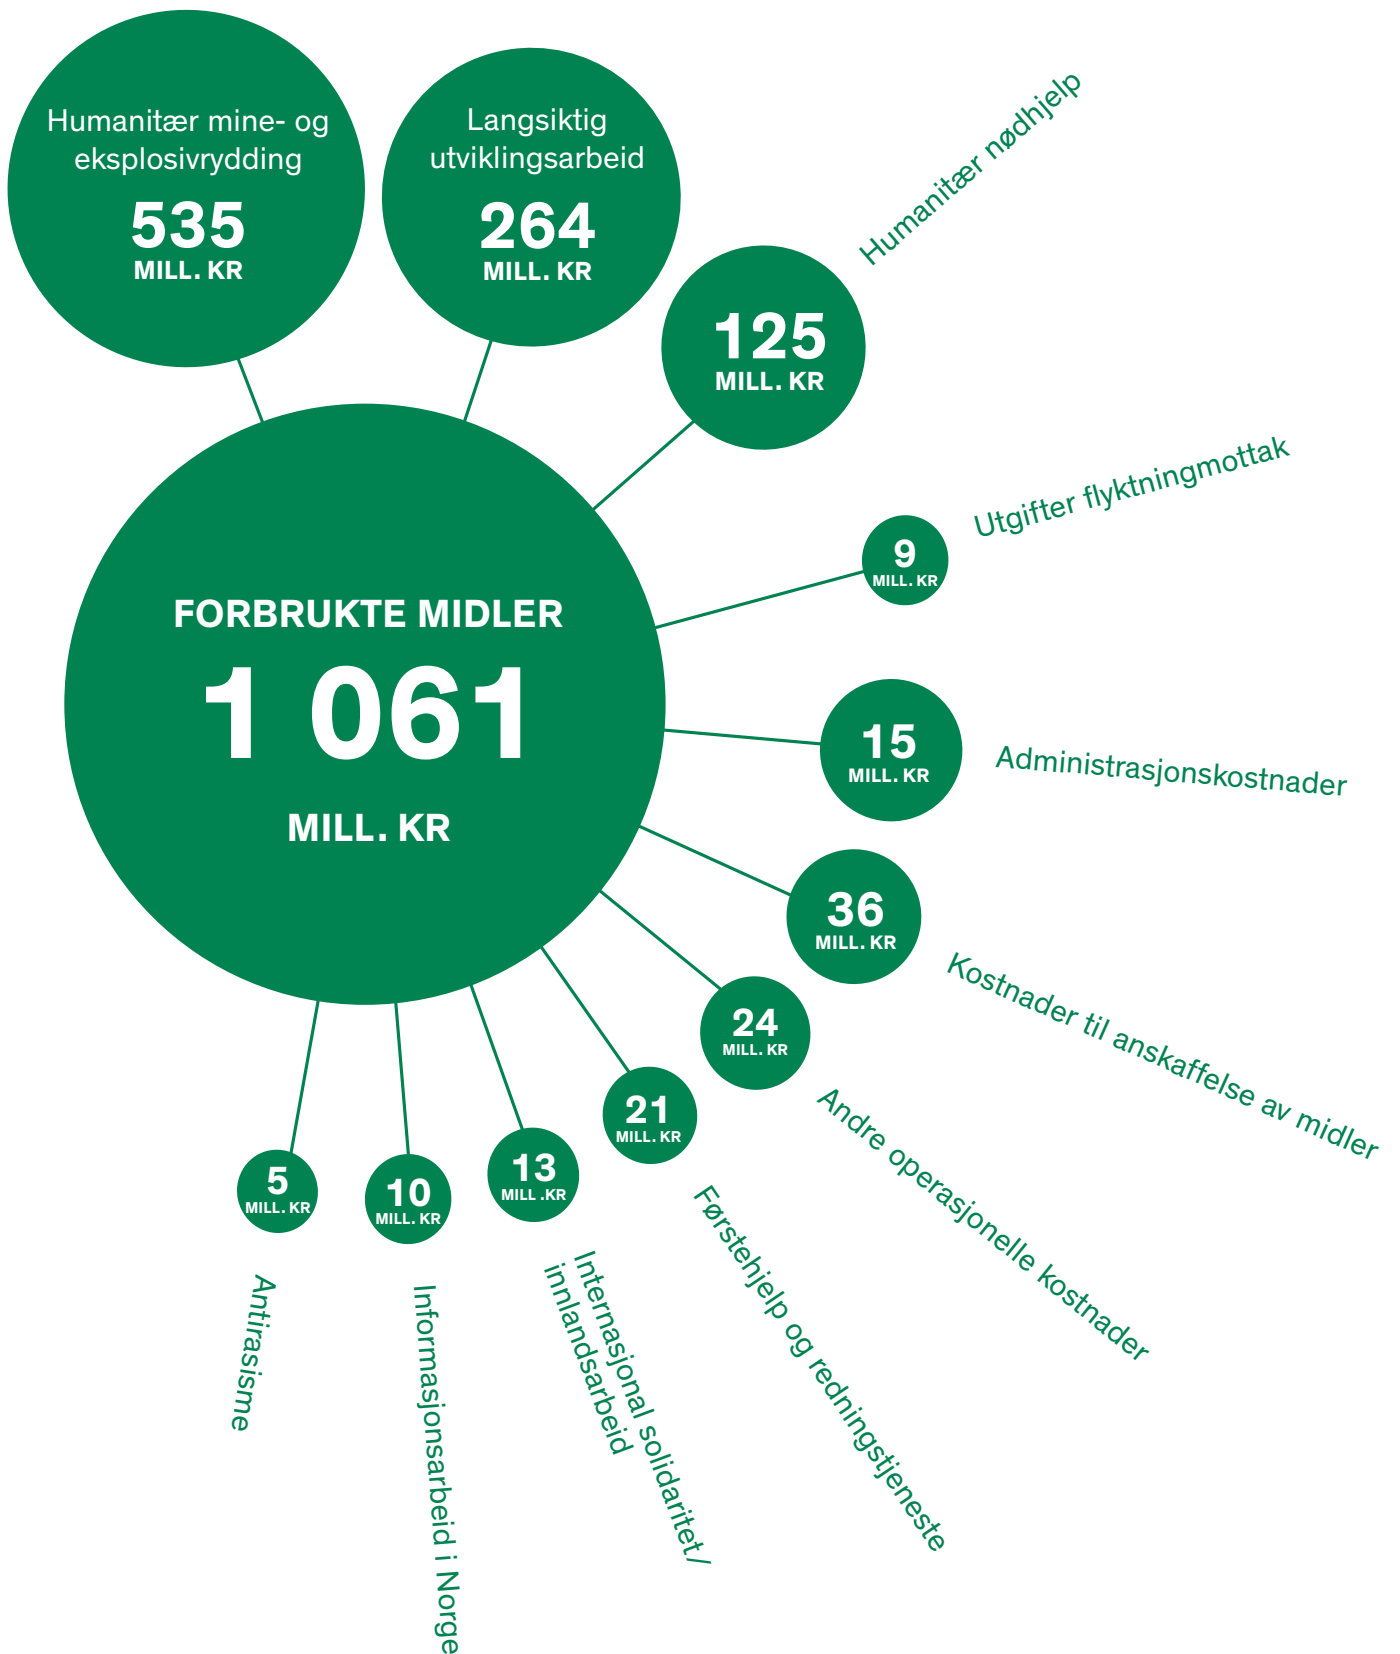 Humanitær mine- og
eksplosivrydding
535
MILL. KR
Langsiktig
utviklingsarbeid
264
MILL. KR
Humanitær nødhjelp
125
MILL. KR
Utgifter flyktningmottak
9
MILL. KR
FORBRUKTE MIDLER
1 061
MILL. KR
15
MILL. KR
Administrasjonskostnader
36
MILL. KR
Kostnader til anskaffelse av midler
24
MILL. KR
Andre operasjonelle kostnader
21
MILL. KR
Førstehjelp og redningstjeneste
13
MILL .KR
Internasjonal solidaritet/
innlandsarbeid
10
MILL. KR
Informasjonsarbeid i Norge
5
MILL. KR
Antirasisme